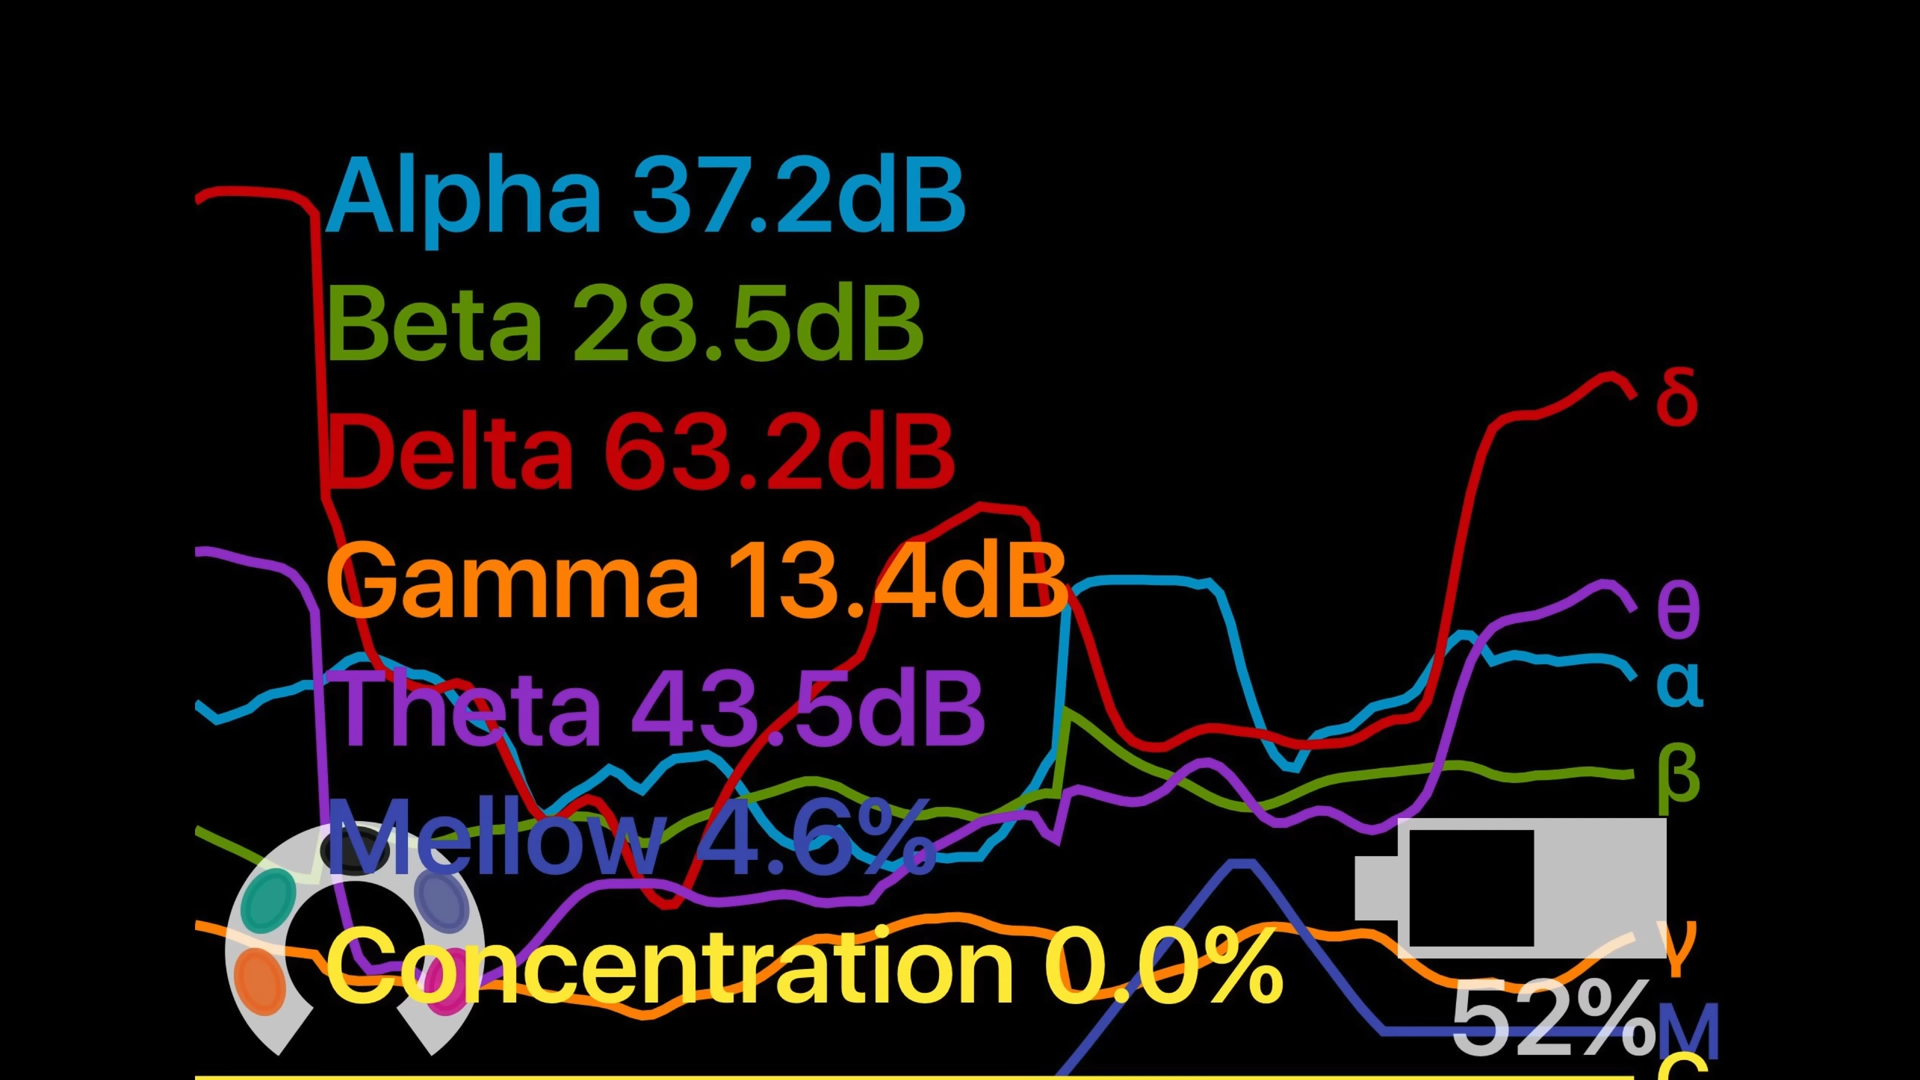 Alpha 37.2dB
Beta 28.5dB
Delta 63.2dB
Gamma 13.4dB
Theta 43.5dB
Mellow 4.6%
Concentration 0.0%
δ
θ
α
β
γ
52%
M
C